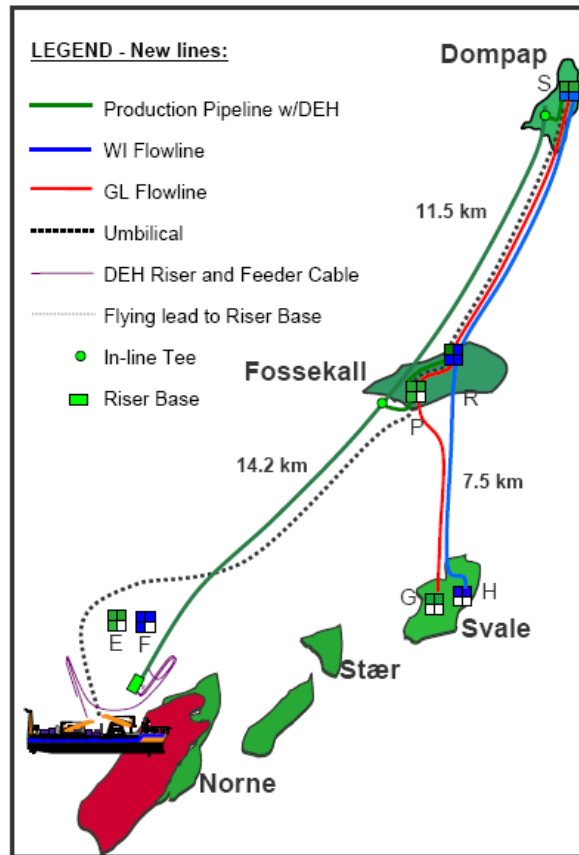 LEGEND - New lines:
Production Pipeline w/DEH
WI Flowline
GL Flowline
Umbilical
DEH Riser and Feeder Cable
Flying lead to Riser Base
In-line Tee
Riser Base
Dompap
S
11.5 km
Fossekall
R
P
14.2 km
7.5 km
G
H
Svale
E
F
Stær
Norne